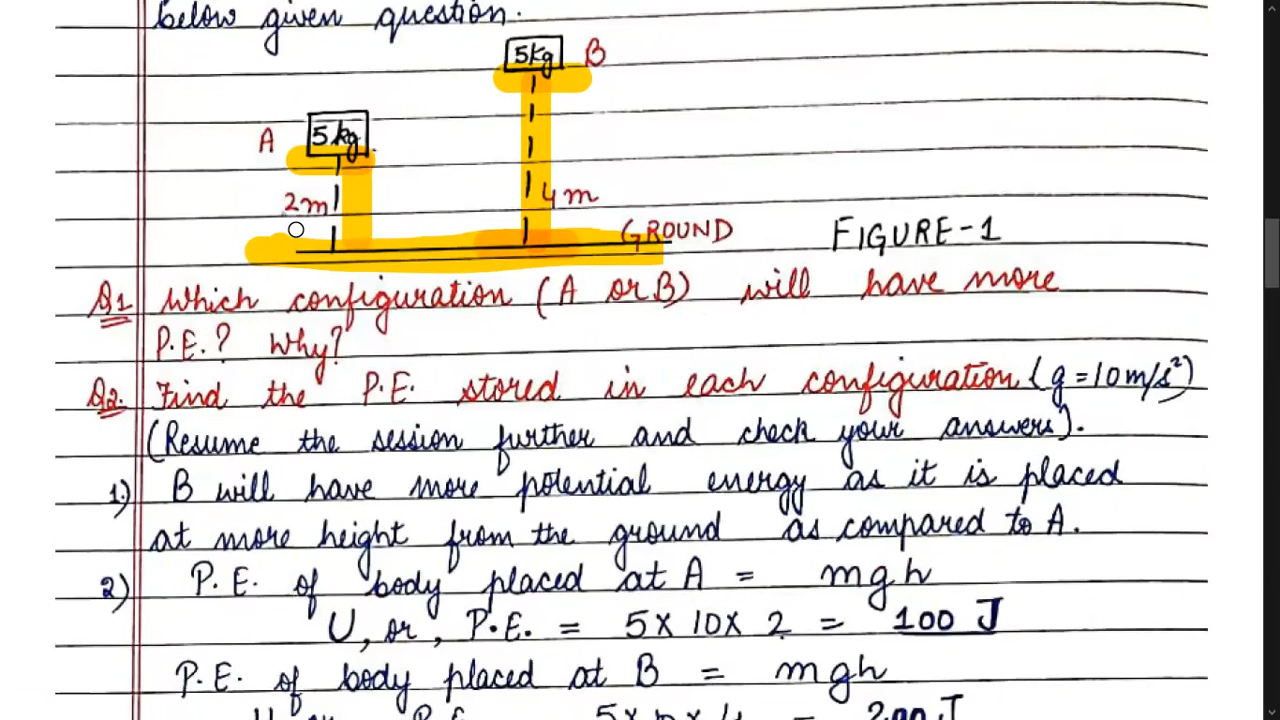 below given question.
5kg B
A 5kg
2m 4m
GROUND FIGURE-1
Q1 Which configuration (A or B) will have more
P.E.? Why?
Q2. Find the P.E. stored in each configuration (g = 10 m/s²)
(Resume the session further and check your answers).
1) B will have more potential energy as it is placed
at more height from the ground as compared to A.
2) P.E. of body placed at A = mgh
U, or, P.E. = 5 x 10 x 2 = 100 J
P.E. of body placed at B = mgh
= 200 J